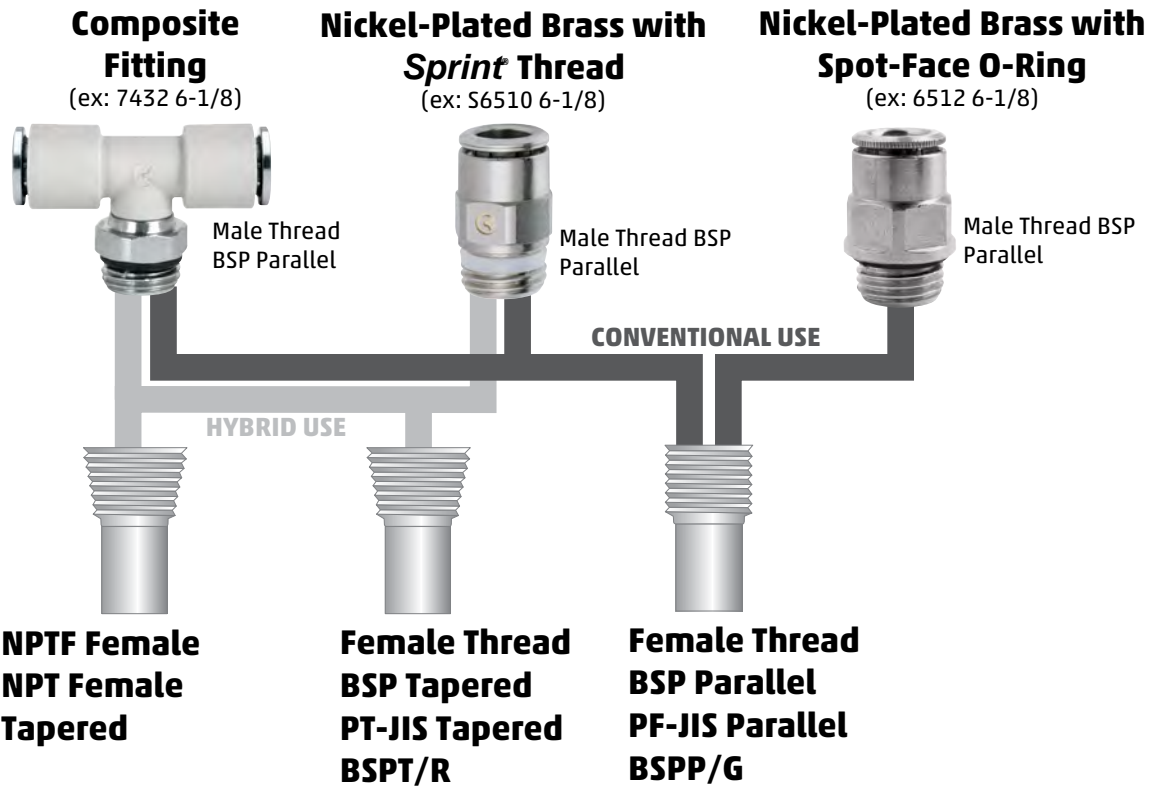 Composite
Fitting
(ex: 7432 6-1/8)
Nickel-Plated Brass with
Sprint® Thread
(ex: S6510 6-1/8)
Nickel-Plated Brass with
Spot-Face O-Ring
(ex: 6512 6-1/8)
Male Thread
BSP Parallel
Male Thread BSP
Parallel
Male Thread BSP
Parallel
CONVENTIONAL USE
HYBRID USE
NPTF Female
NPT Female
Tapered
Female Thread
BSP Tapered
PT-JIS Tapered
BSPT/R
Female Thread
BSP Parallel
PF-JIS Parallel
BSPP/G